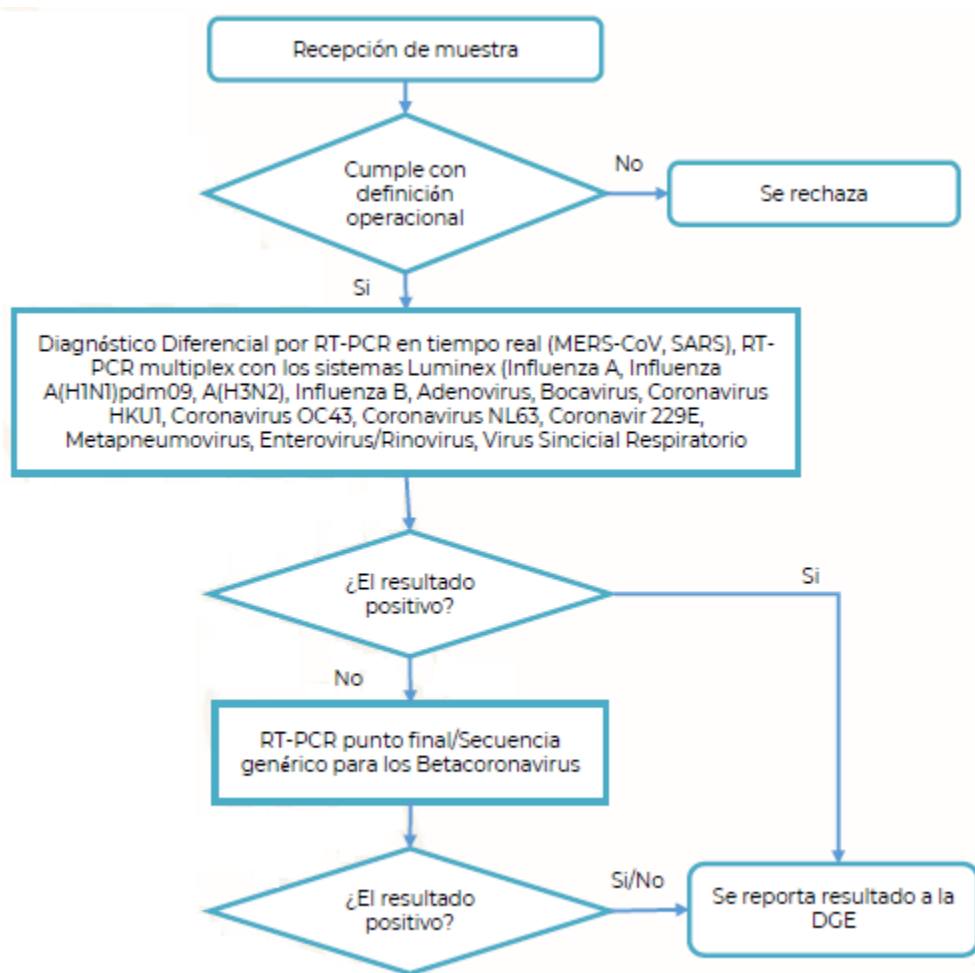 Recepción de muestra
Cumple con
definición
operacional
No
Se rechaza
Si
Diagnóstico Diferencial por RT-PCR en tiempo real (MERS-CoV, SARS), RT-
PCR multiplex con los sistemas Luminex (Influenza A, Influenza
A(H1N1)pdm09, A(H3N2), Influenza B, Adenovirus, Bocavirus, Coronavirus
HKU1, Coronavirus OC43, Coronavirus NL63, Coronavir 229E,
Metapneumovirus, Enterovirus/Rinovirus, Virus Sincicial Respiratorio
¿El resultado
positivo?
Si
No
RT-PCR punto final/Secuencia
genérico para los Betacoronavirus
¿El resultado
positivo?
Si/No
Se reporta resultado a la
DGE